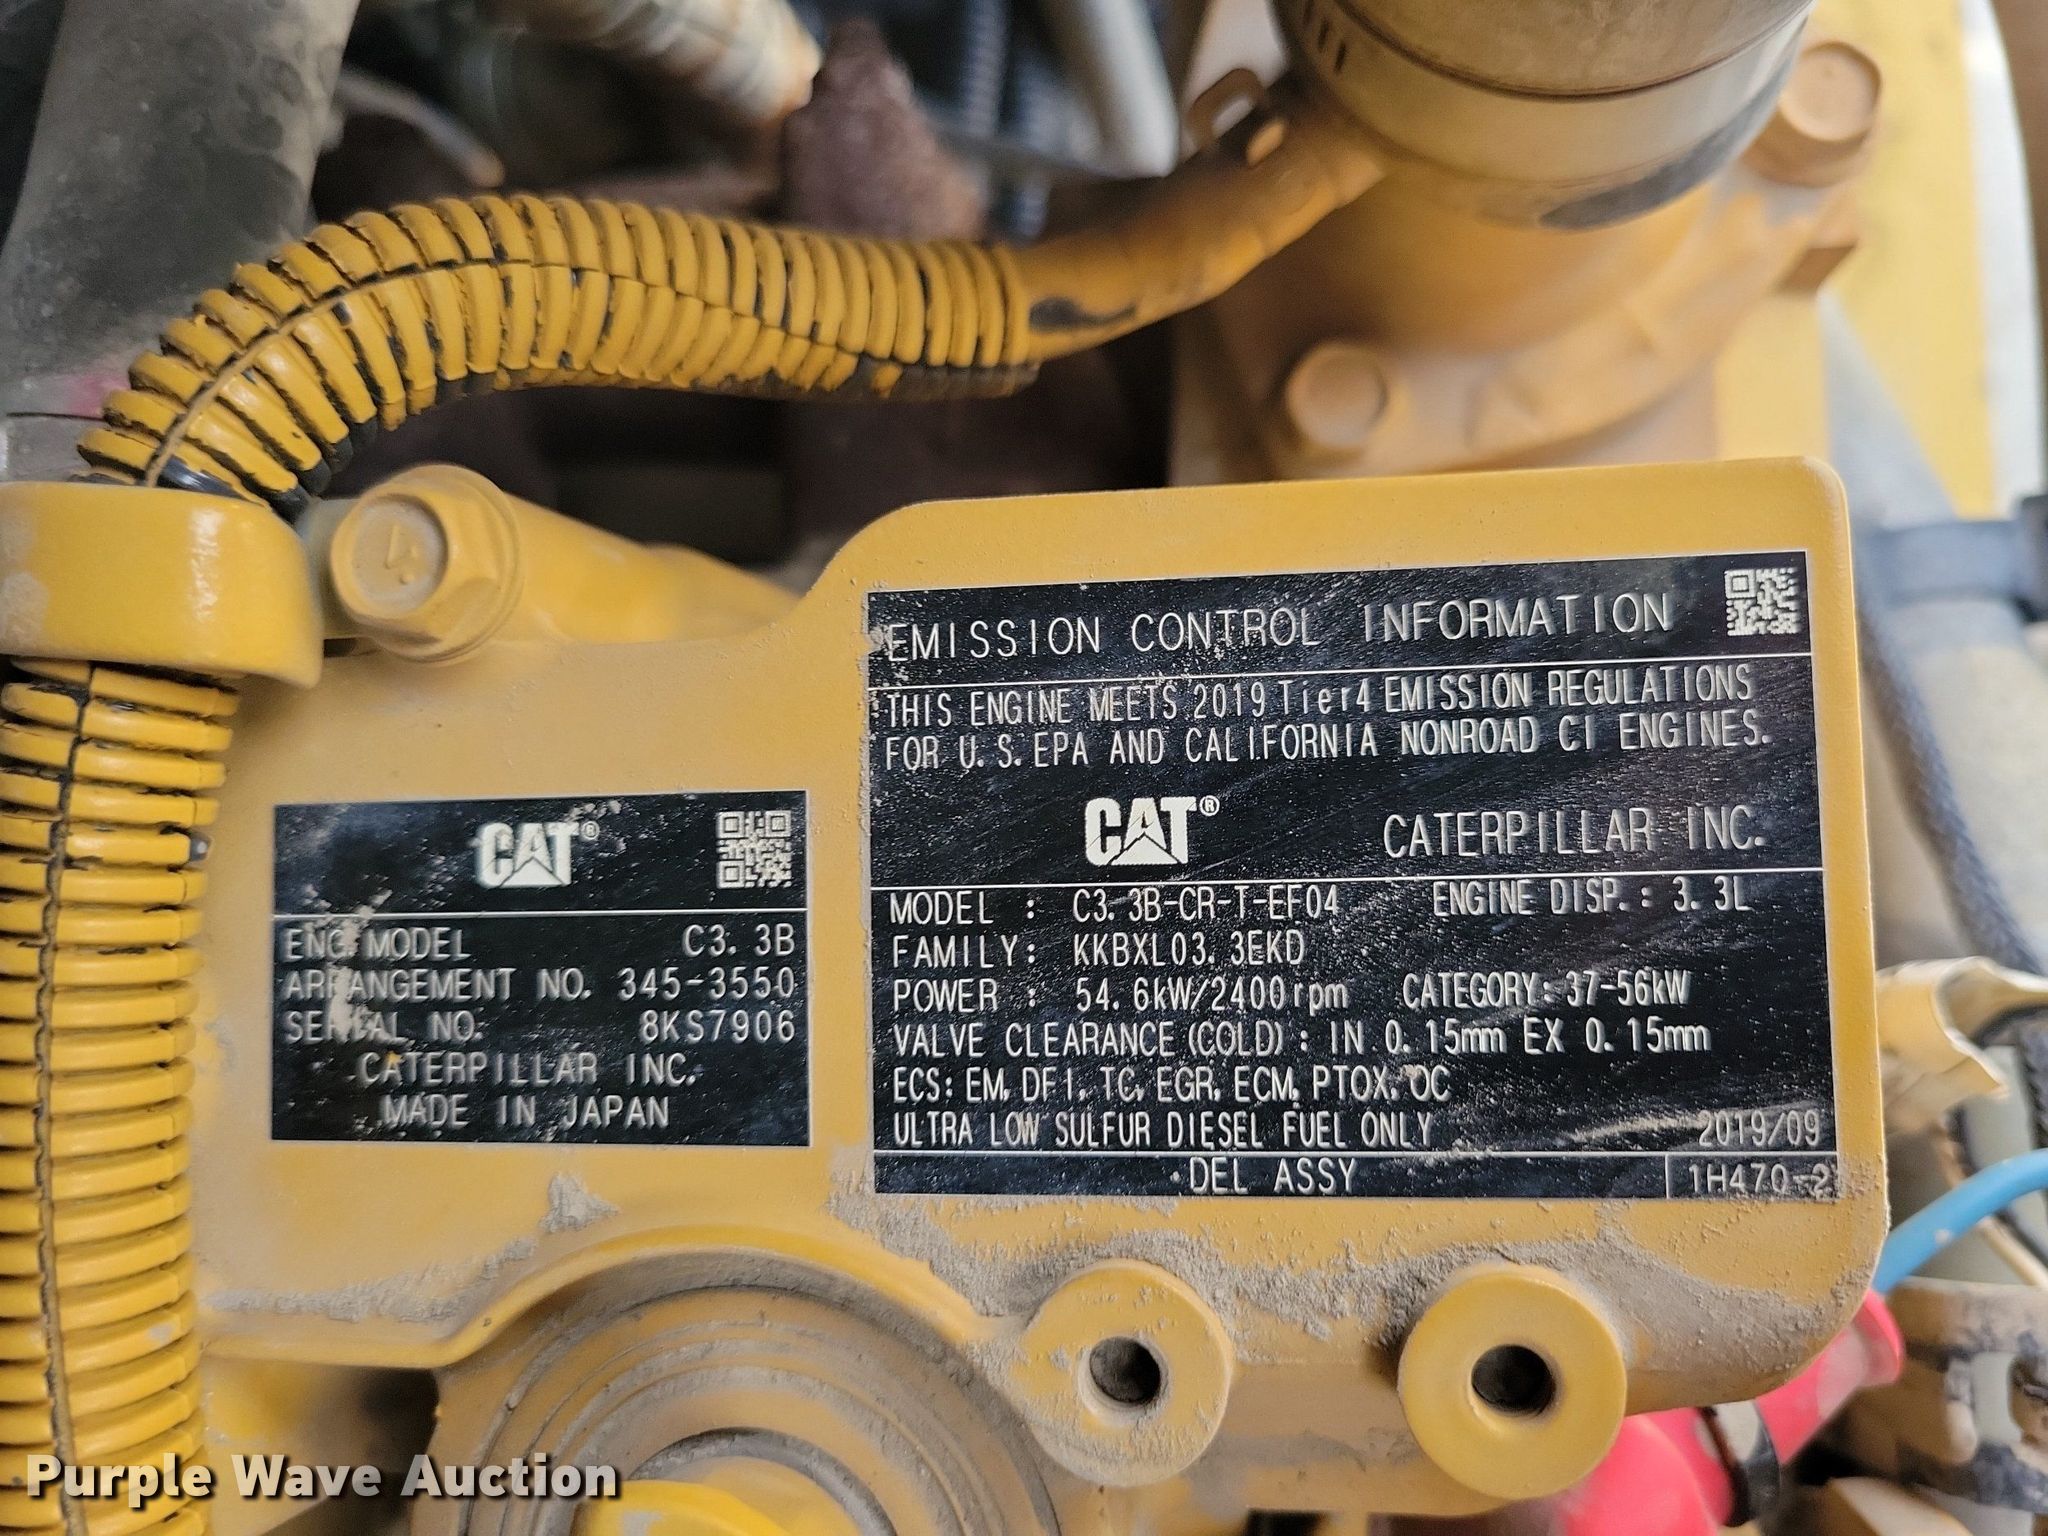 4
EMISSION CONTROL INFORMATION
THIS ENGINE MEETS 2019 Tier4 EMISSION REGULATIONS
FOR U.S. EPA AND CALIFORNIA NONROAD CI ENGINES.
CAT® CATERPILLAR INC.
MODEL : C3.3B-CR-T-EF04 ENGINE DISP.: 3.3L
FAMILY: KKBXL03.3EKD
POWER : 54.6kW/2400rpm CATEGORY: 37-56kW
VALVE CLEARANCE (COLD) : IN 0.15mm EX 0.15mm
ECS: EM, DFI, TC, EGR, ECM, PTOX, OC
ULTRA LOW SULFUR DIESEL FUEL ONLY 2019/09
DEL ASSY 1H470-2
CAT®
ENG. MODEL C3.3B
ARRANGEMENT NO. 345-3550
SERIAL NO. 8KS7906
CATERPILLAR INC.
MADE IN JAPAN
Purple Wave Auction